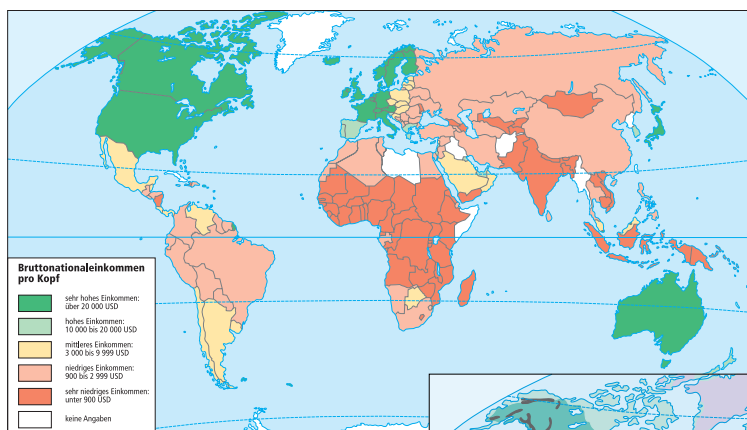 Bruttonationaleinkommen
pro Kopf
sehr hohes Einkommen:
über 20 000 USD
hohes Einkommen:
10 000 bis 20 000 USD
mittleres Einkommen:
3 000 bis 9 999 USD
niedriges Einkommen:
900 bis 2 999 USD
sehr niedriges Einkommen:
unter 900 USD
keine Angaben